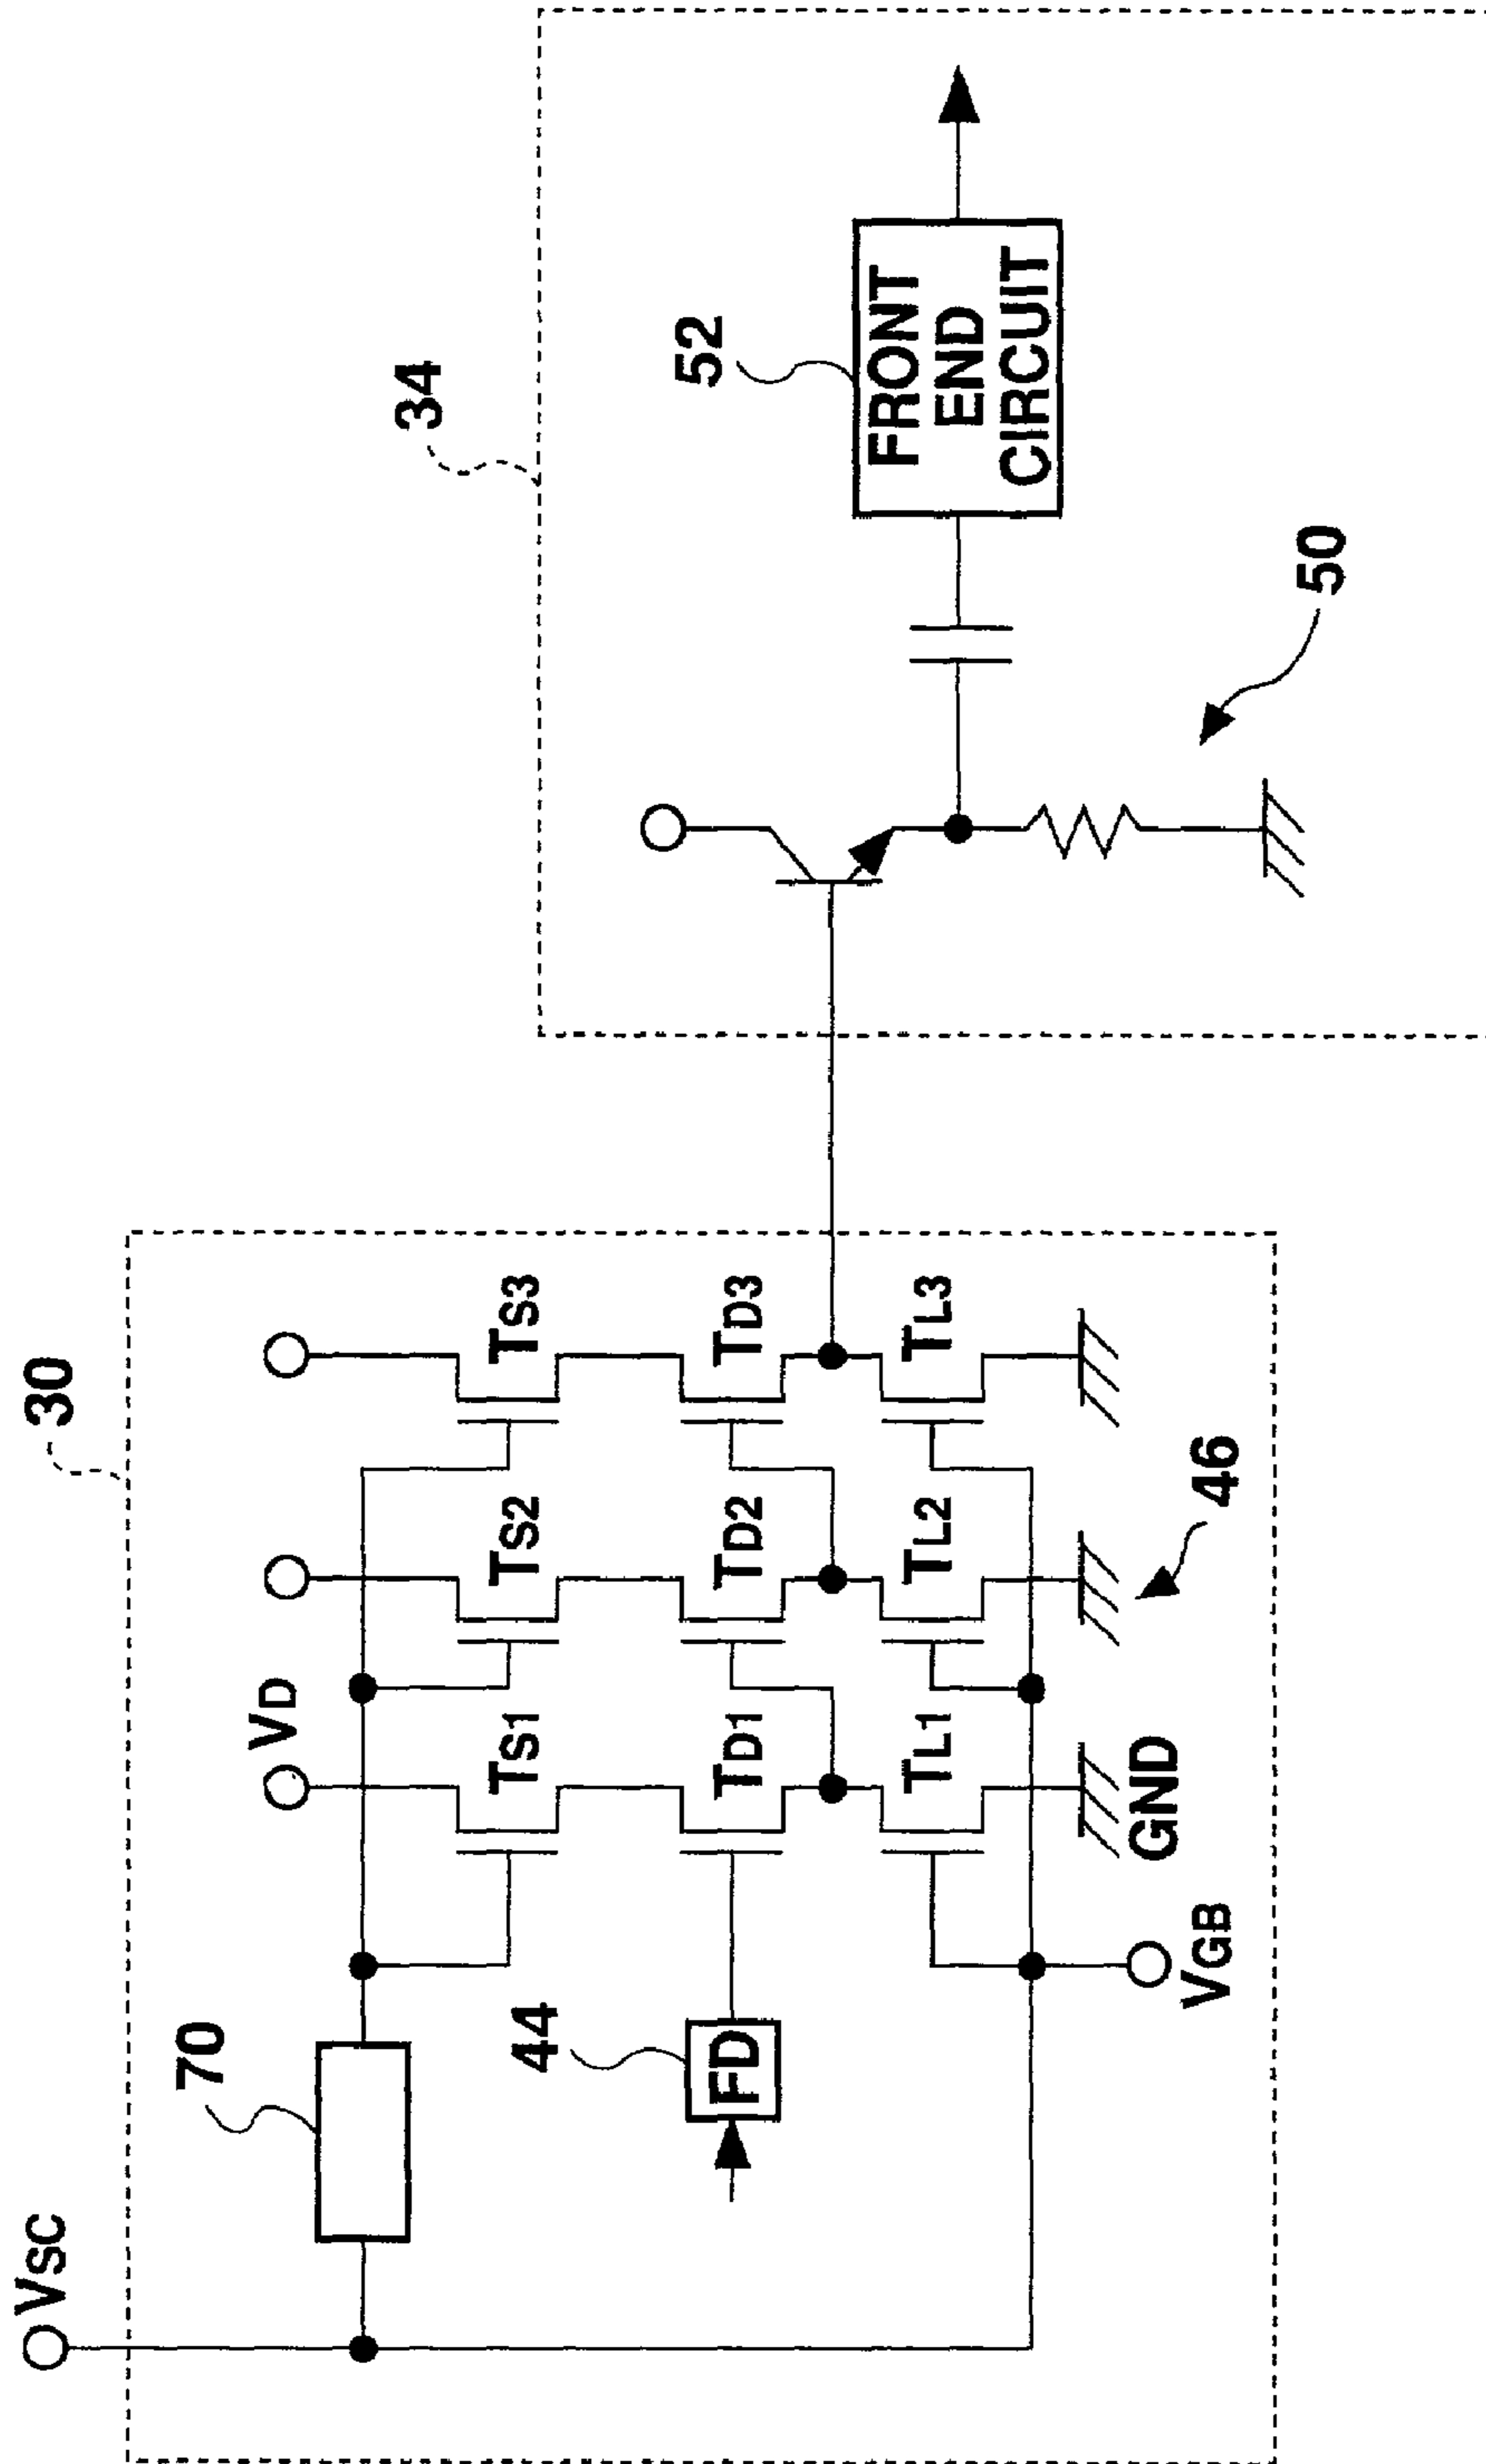 VSC
30
34
70
VD
44
FD
TS1
TS2
TS3
TD1
TD2
TD3
TL1
TL2
TL3
VGB
GND
46
52
FRONT
END
CIRCUIT
50